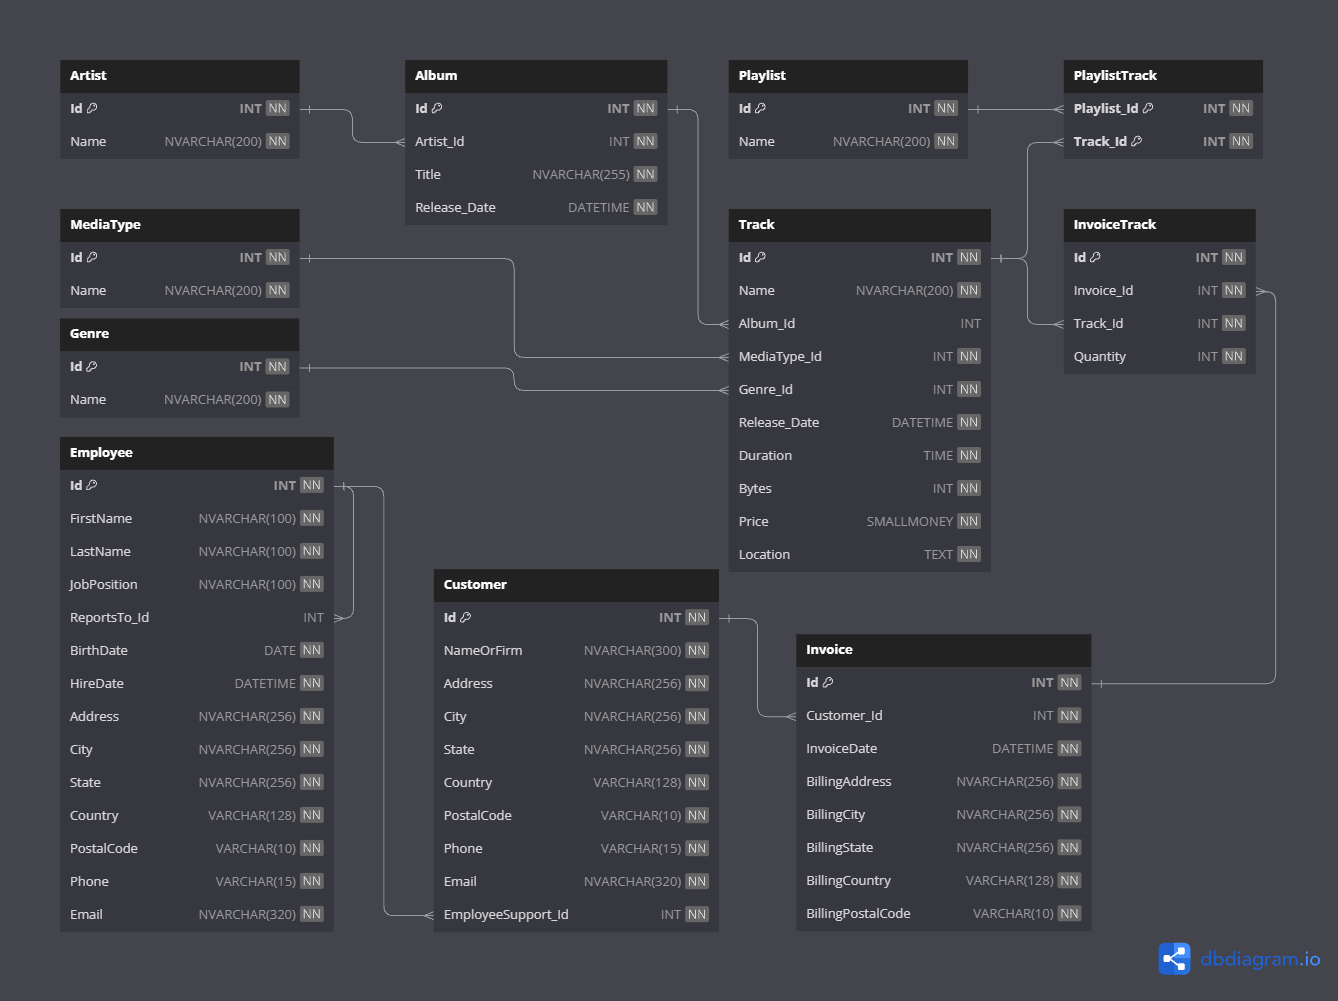 Artist
Id INT NN
Name NVARCHAR(200) NN
Album
Id INT NN
Artist_Id INT NN
Title NVARCHAR(255) NN
Release_Date DATETIME NN
Playlist
Id INT NN
Name NVARCHAR(200) NN
PlaylistTrack
Playlist_Id INT NN
Track_Id INT NN
MediaType
Id INT NN
Name NVARCHAR(200) NN
Genre
Id INT NN
Name NVARCHAR(200) NN
Track
Id INT NN
Name NVARCHAR(200) NN
Album_Id INT
MediaType_Id INT NN
Genre_Id INT NN
Release_Date DATETIME NN
Duration TIME NN
Bytes INT NN
Price SMALLMONEY NN
Location TEXT NN
InvoiceTrack
Id INT NN
Invoice_Id INT NN
Track_Id INT NN
Quantity INT NN
Employee
Id INT NN
FirstName NVARCHAR(100) NN
LastName NVARCHAR(100) NN
JobPosition NVARCHAR(100) NN
ReportsTo_Id INT
BirthDate DATE NN
HireDate DATETIME NN
Address NVARCHAR(256) NN
City NVARCHAR(256) NN
State NVARCHAR(256) NN
Country VARCHAR(128) NN
PostalCode VARCHAR(10) NN
Phone VARCHAR(15) NN
Email NVARCHAR(320) NN
Customer
Id INT NN
NameOrFirm NVARCHAR(300) NN
Address NVARCHAR(256) NN
City NVARCHAR(256) NN
State NVARCHAR(256) NN
Country VARCHAR(128) NN
PostalCode VARCHAR(10) NN
Phone VARCHAR(15) NN
Email NVARCHAR(320) NN
EmployeeSupport_Id INT NN
Invoice
Id INT NN
Customer_Id INT NN
InvoiceDate DATETIME NN
BillingAddress NVARCHAR(256) NN
BillingCity NVARCHAR(256) NN
BillingState NVARCHAR(256) NN
BillingCountry VARCHAR(128) NN
BillingPostalCode VARCHAR(10) NN
dbdiagram.io